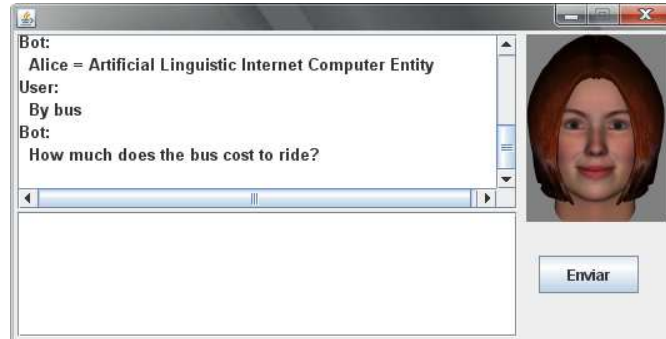 Bot:
Alice = Artificial Linguistic Internet Computer Entity
User:
By bus
Bot:
How much does the bus cost to ride?
Enviar